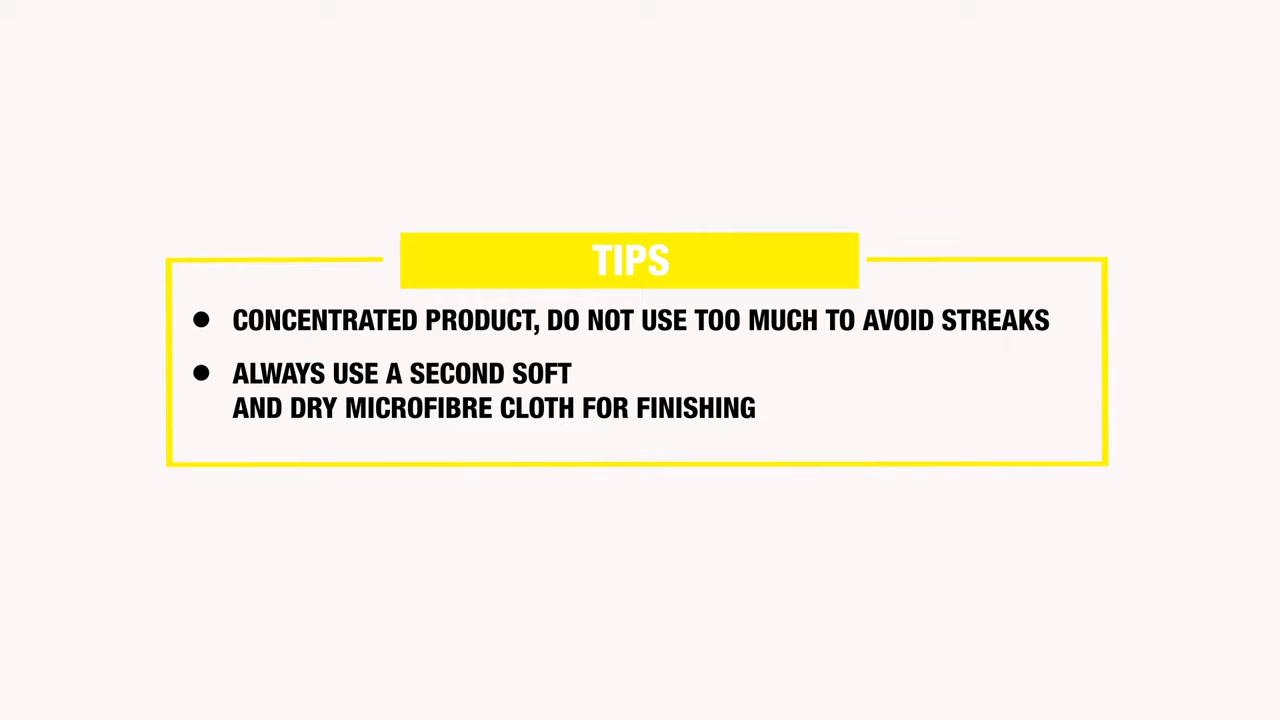 TIPS
● CONCENTRATED PRODUCT, DO NOT USE TOO MUCH TO AVOID STREAKS
● ALWAYS USE A SECOND SOFT
AND DRY MICROFIBRE CLOTH FOR FINISHING